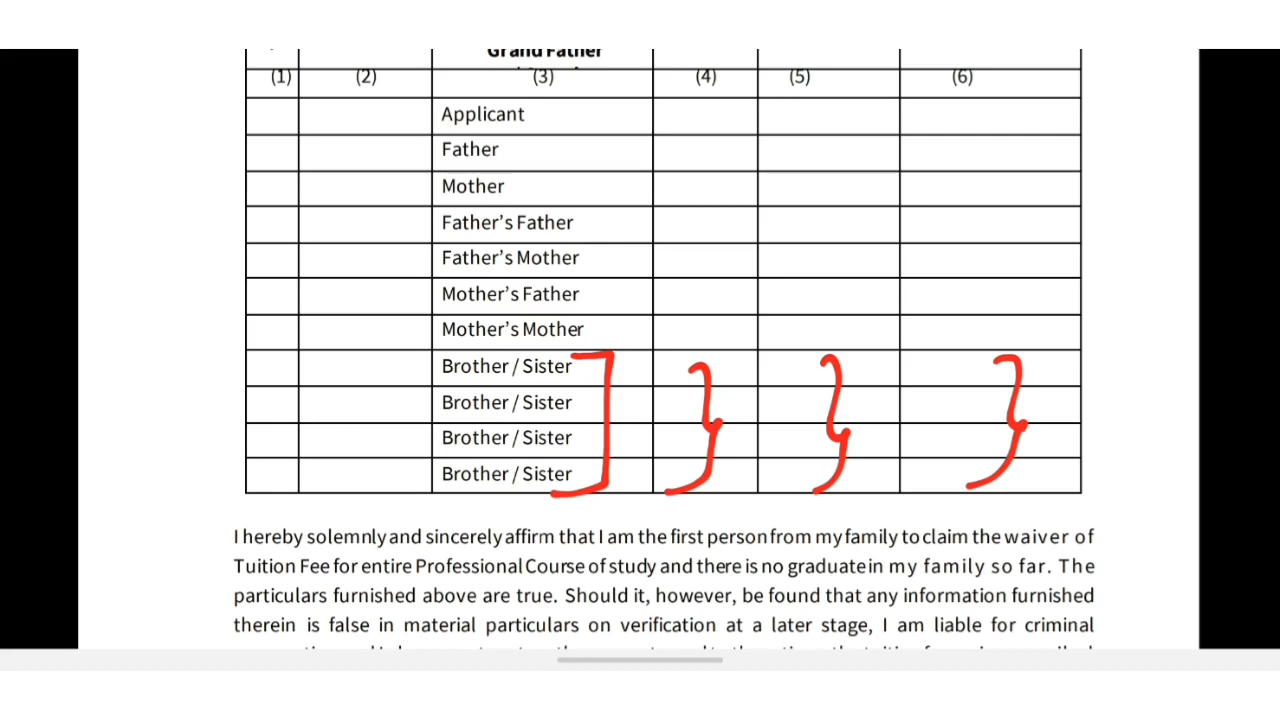 Grand Father
(1) (2) (3) (4) (5) (6)
Applicant
Father
Mother
Father’s Father
Father’s Mother
Mother’s Father
Mother’s Mother
Brother / Sister
Brother / Sister
Brother / Sister
Brother / Sister
I hereby solemnly and sincerely affirm that I am the first person from my family to claim the waiver of
Tuition Fee for entire Professional Course of study and there is no graduate in my family so far. The
particulars furnished above are true. Should it, however, be found that any information furnished
therein is false in material particulars on verification at a later stage, I am liable for criminal